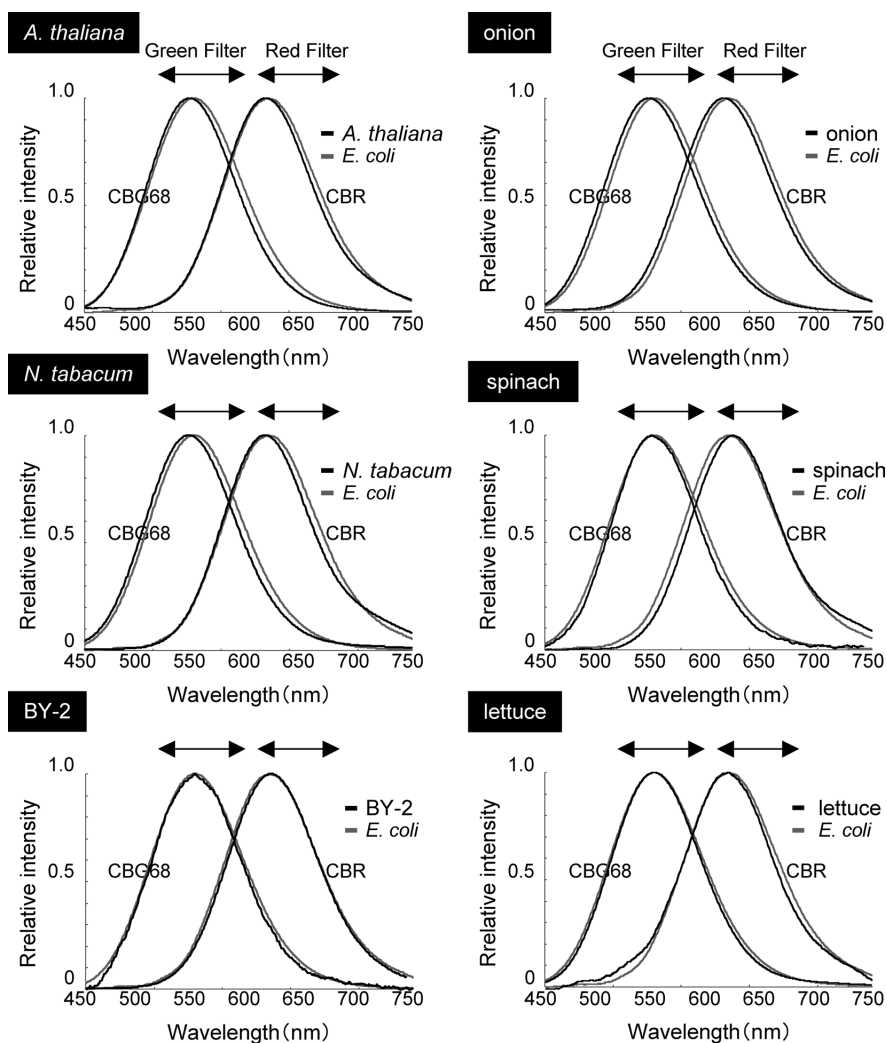 A. thaliana
Green Filter Red Filter
1.0
A. thaliana
E. coli
0.5
CBG68
CBR
0
Rrelative intensity
450 500 550 600 650 700 750
Wavelength(nm)
onion
Green Filter Red Filter
1.0
onion
E. coli
0.5
CBG68
CBR
0
Rrelative intensity
450 500 550 600 650 700 750
Wavelength(nm)
N. tabacum
1.0
N. tabacum
E. coli
0.5
CBG68
CBR
0
Rrelative intensity
450 500 550 600 650 700 750
Wavelength(nm)
spinach
1.0
spinach
E. coli
0.5
CBG68
CBR
0
Rrelative intensity
450 500 550 600 650 700 750
Wavelength(nm)
BY-2
1.0
BY-2
E. coli
0.5
CBG68
CBR
0
Rrelative intensity
450 500 550 600 650 700 750
Wavelength(nm)
lettuce
1.0
lettuce
E. coli
0.5
CBG68
CBR
0
Rrelative intensity
450 500 550 600 650 700 750
Wavelength(nm)